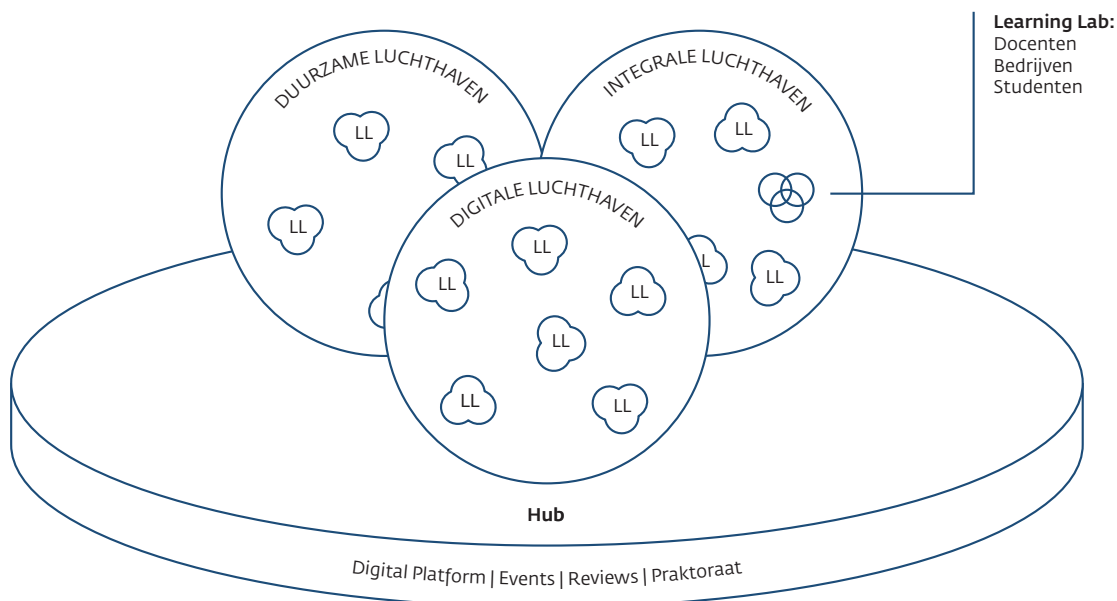 Learning Lab:
Docenten
Bedrijven
Studenten
DUURZAME LUCHTHAVEN
INTEGRALE LUCHTHAVEN
LL
LL
LL
LL
LL
DIGITALE LUCHTHAVEN
LL
LL
LL
LL
LL
LL
LL
LL
Hub
Digital Platform | Events | Reviews | Praktoraat